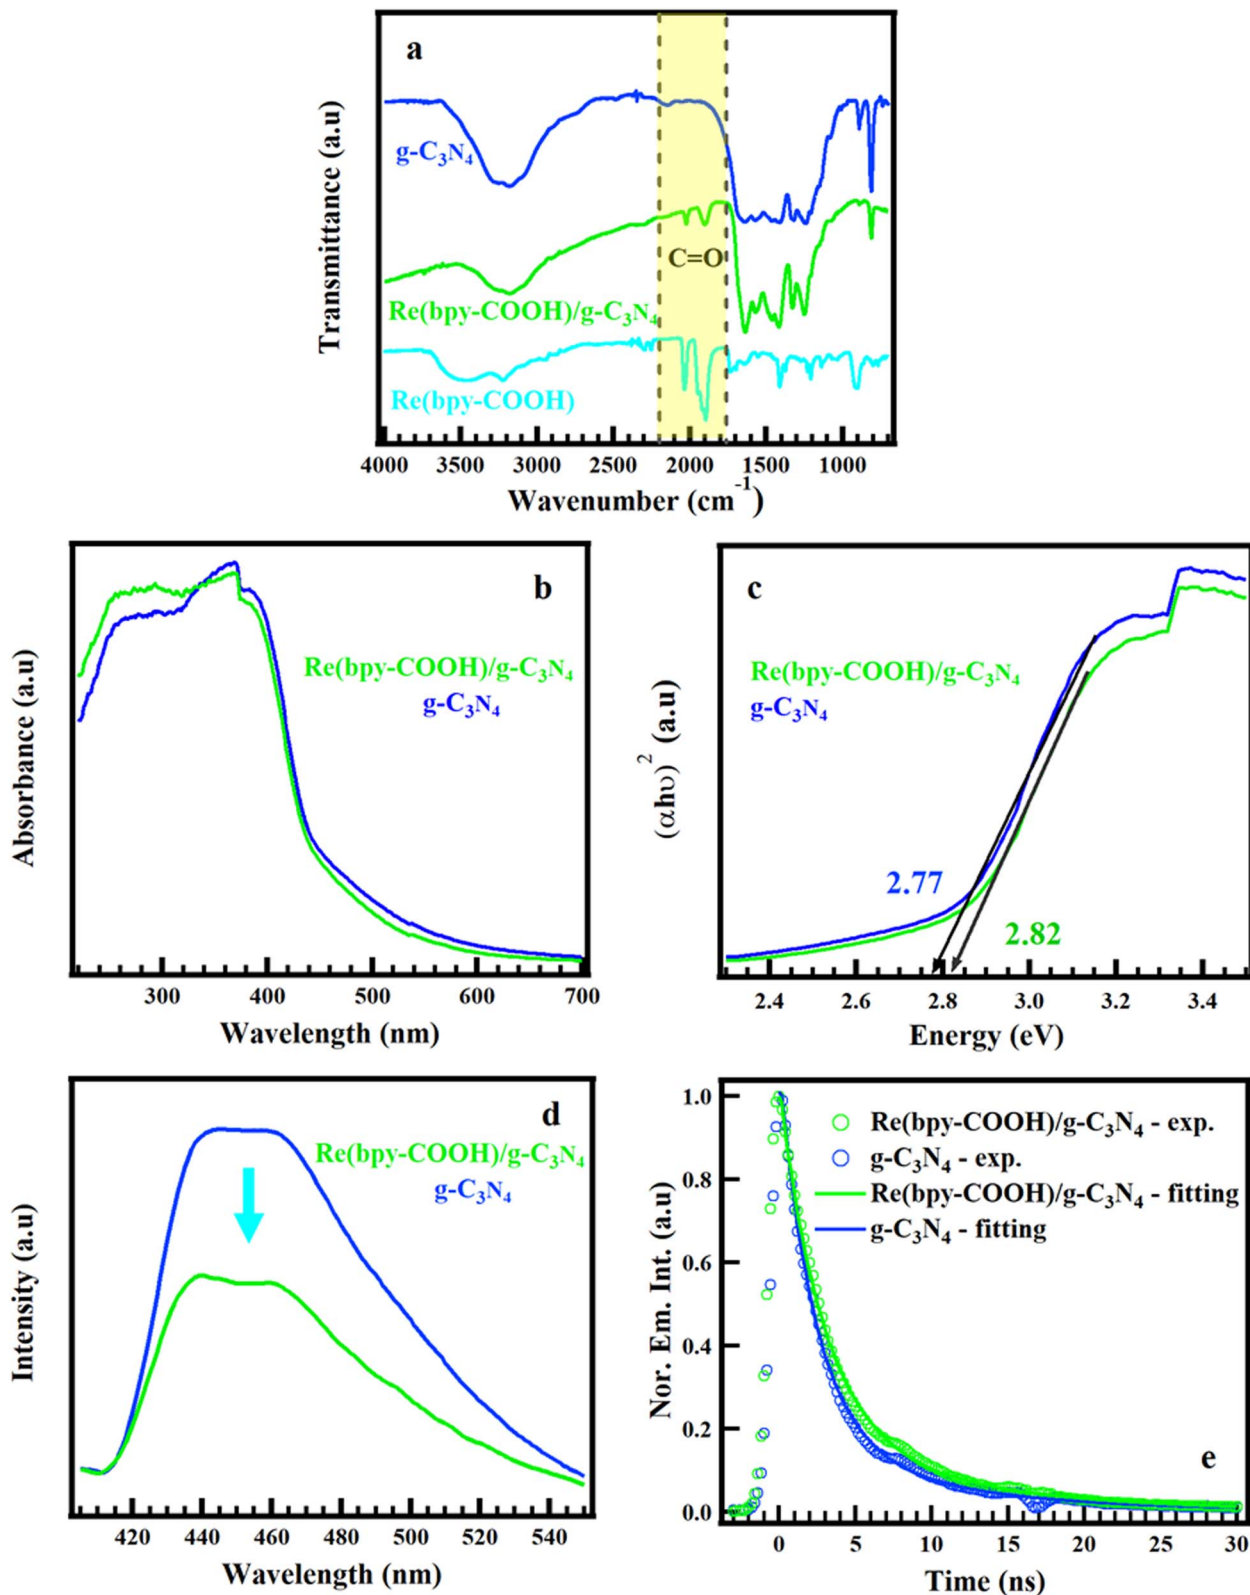 a
Transmittance (a.u)
g-C₃N₄
C=O
Re(bpy-COOH)/g-C₃N₄
Re(bpy-COOH)
4000 3500 3000 2500 2000 1500 1000
Wavenumber (cm⁻¹)
b
Absorbance (a.u)
Re(bpy-COOH)/g-C₃N₄
g-C₃N₄
300 400 500 600 700
Wavelength (nm)
c
(αhυ)² (a.u)
Re(bpy-COOH)/g-C₃N₄
g-C₃N₄
2.77
2.82
2.4 2.6 2.8 3.0 3.2 3.4
Energy (eV)
d
Intensity (a.u)
Re(bpy-COOH)/g-C₃N₄
g-C₃N₄
420 440 460 480 500 520 540
Wavelength (nm)
Nor. Em. Int. (a.u)
1.0
0.8
0.6
0.4
0.2
0.0
Re(bpy-COOH)/g-C₃N₄ - exp.
g-C₃N₄ - exp.
Re(bpy-COOH)/g-C₃N₄ - fitting
g-C₃N₄ - fitting
e
0 5 10 15 20 25 30
Time (ns)